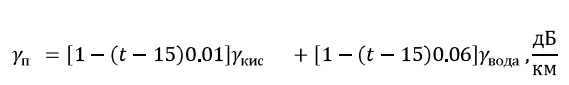 γп = [1 − (t − 15)0.01]γкис + [1 − (t − 15)0.06]γвода , дБ/км